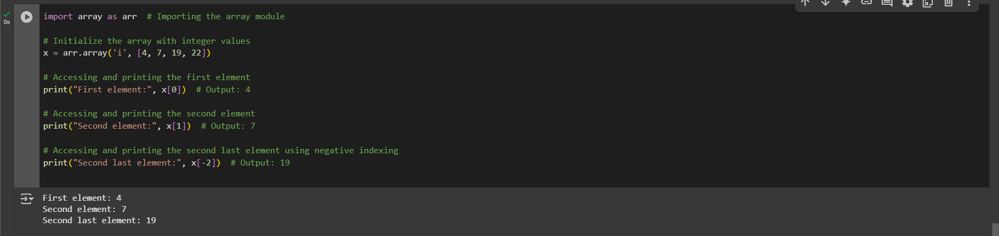 import array as arr  # Importing the array module
0s
# Initialize the array with integer values
x = arr.array('i', [4, 7, 19, 22])
# Accessing and printing the first element
print("First element:", x[0])  # Output: 4
# Accessing and printing the second element
print("Second element:", x[1])  # Output: 7
# Accessing and printing the second last element using negative indexing
print("Second last element:", x[-2])  # Output: 19
First element: 4
Second element: 7
Second last element: 19